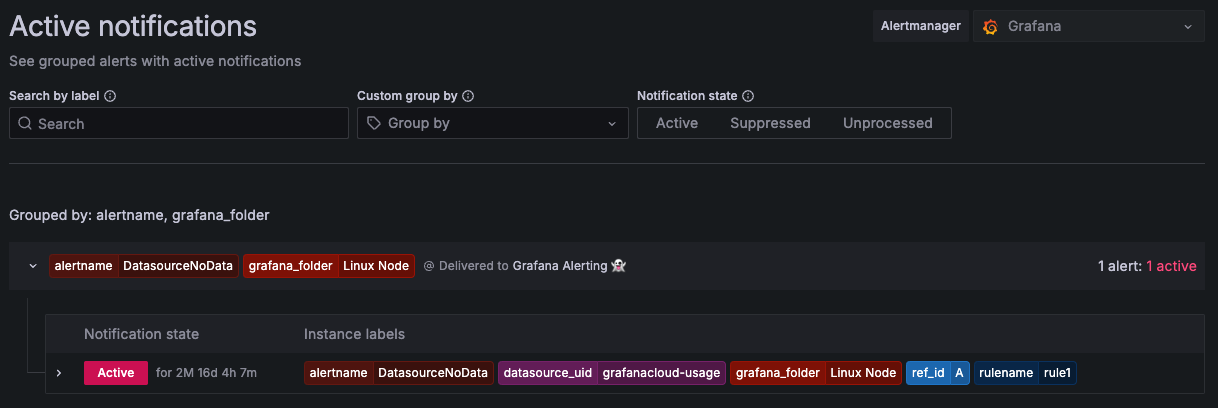 Active notifications
Alertmanager Grafana
See grouped alerts with active notifications
Search by label Custom group by Notification state
Search Group by Active Suppressed Unprocessed
Grouped by: alertname, grafana_folder
alertname DatasourceNoData grafana_folder Linux Node @ Delivered to Grafana Alerting 👻 1 alert: 1 active
Notification state Instance labels
Active for 2M 16d 4h 7m alertname DatasourceNoData datasource_uid grafanacloud-usage grafana_folder Linux Node ref_id A rulename rule1